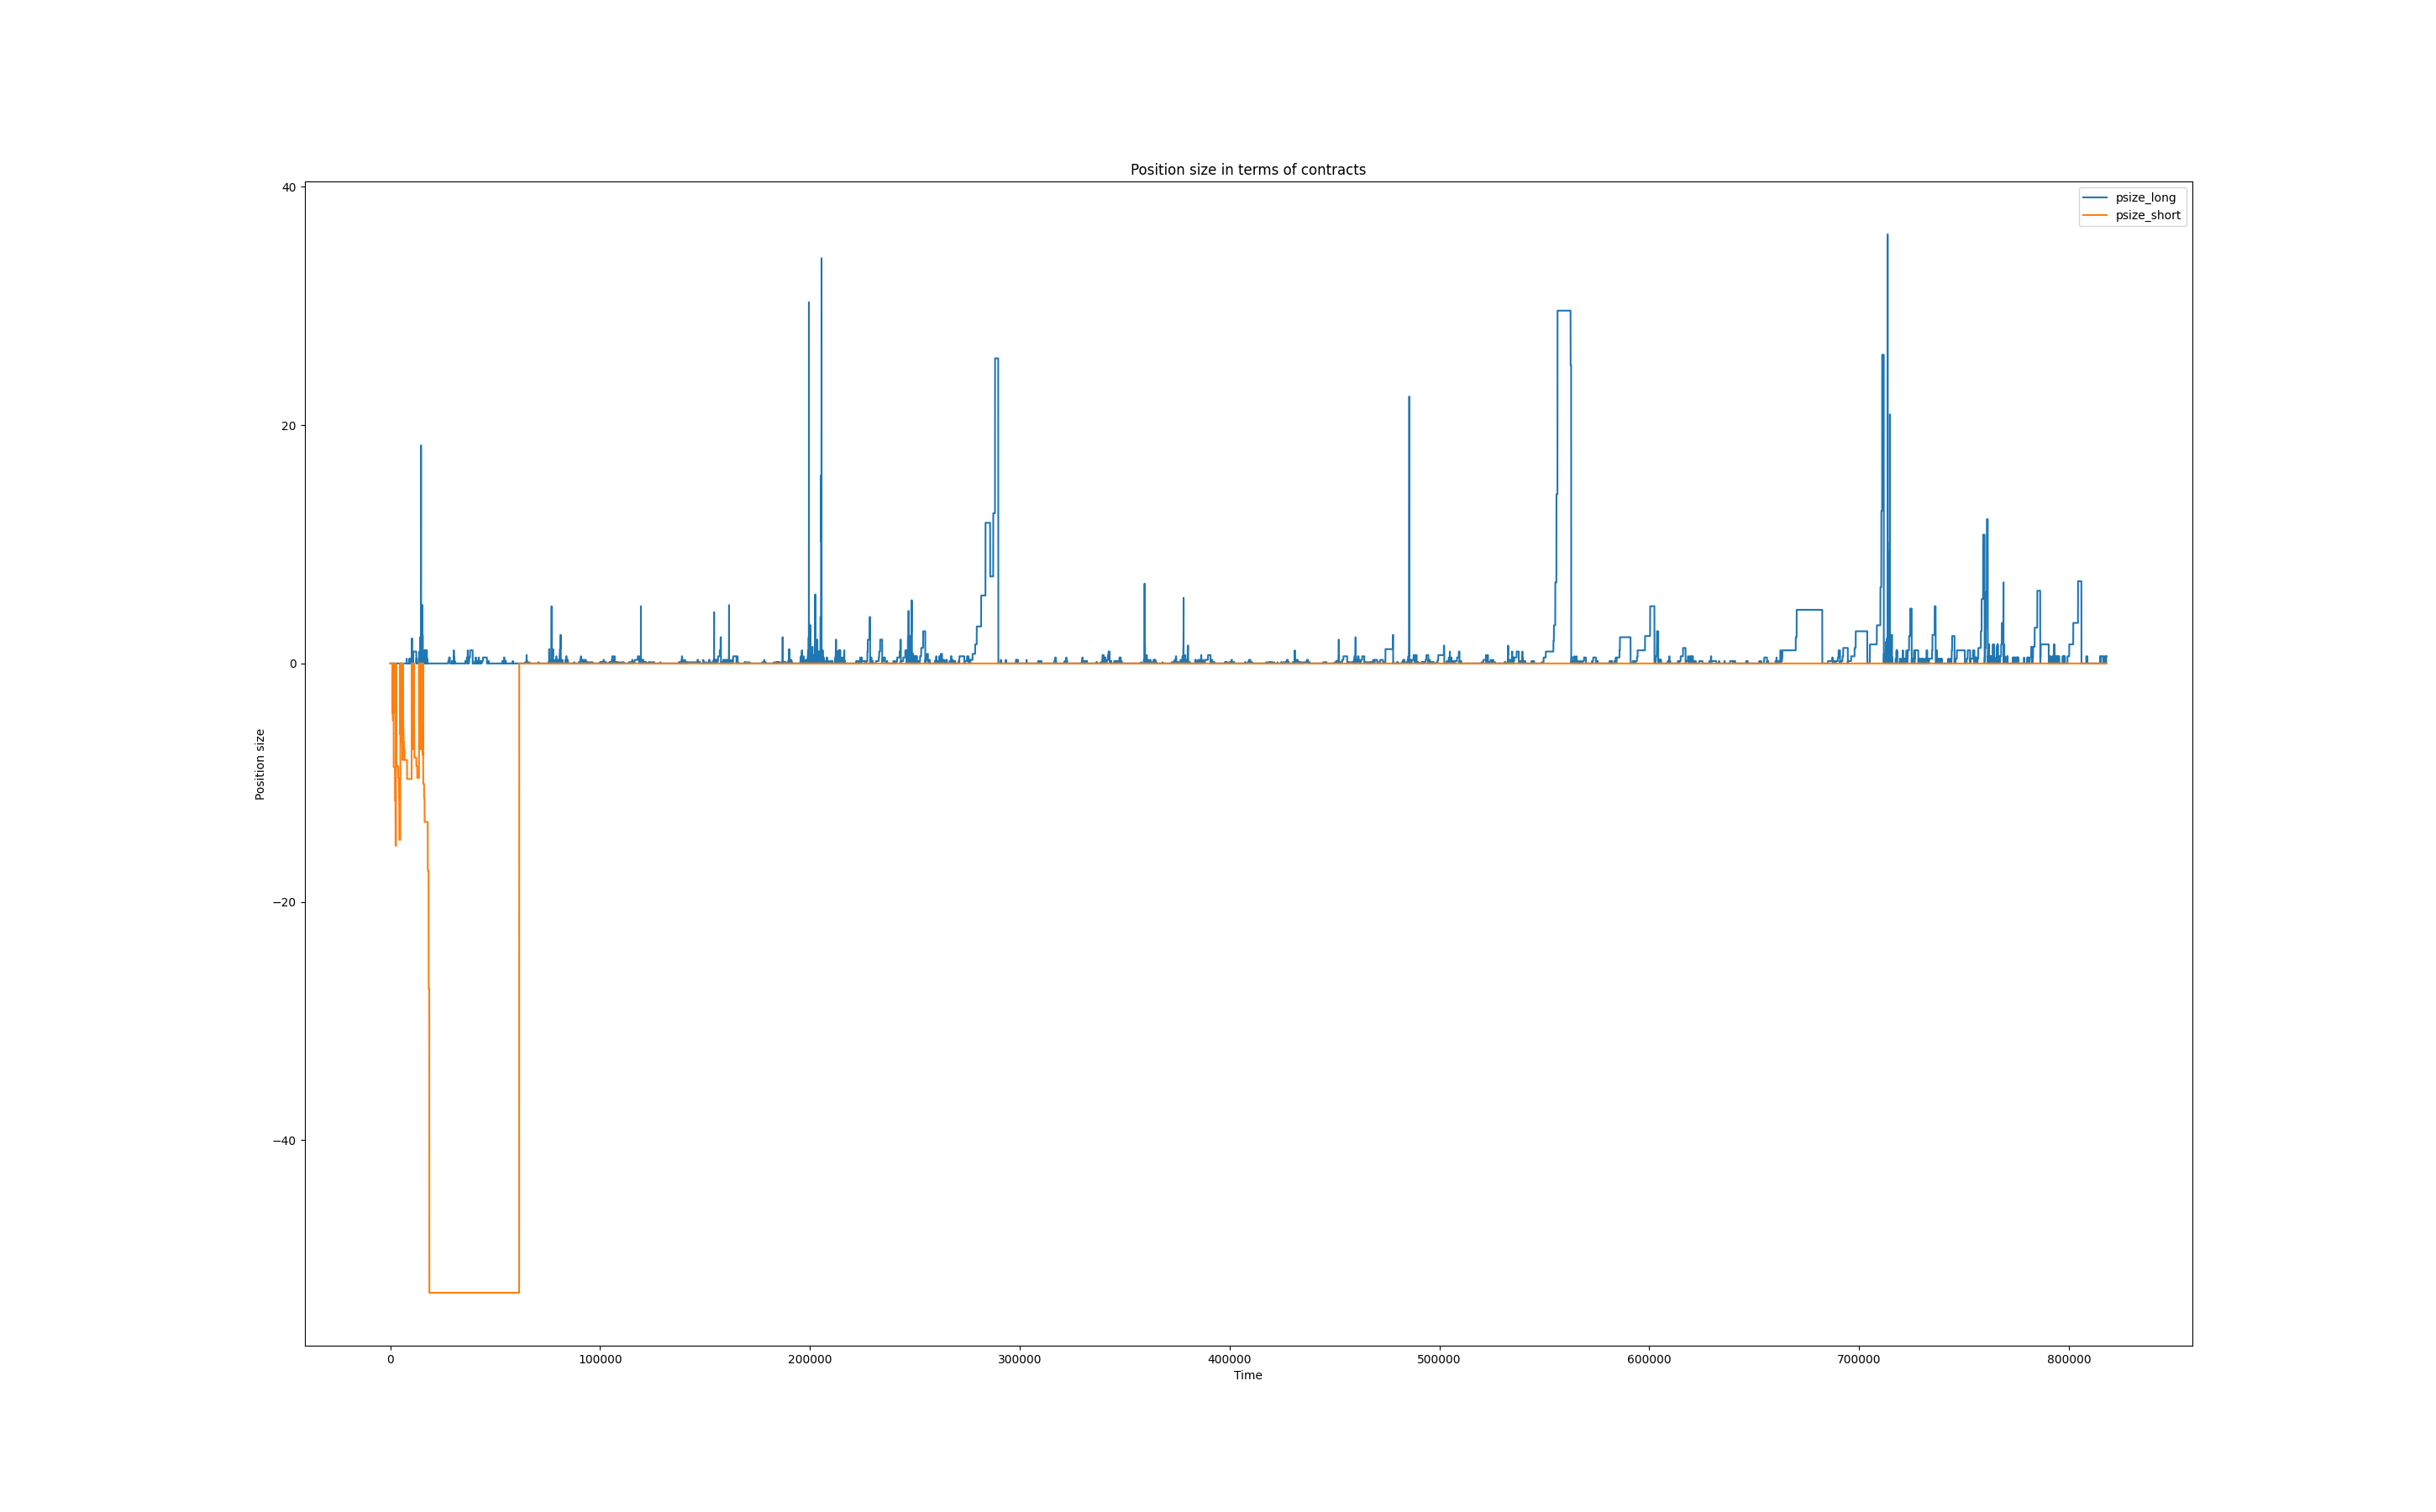 Position size in terms of contracts
psize_long
psize_short
40
20
0
−20
−40
Position size
0 100000 200000 300000 400000 500000 600000 700000 800000
Time